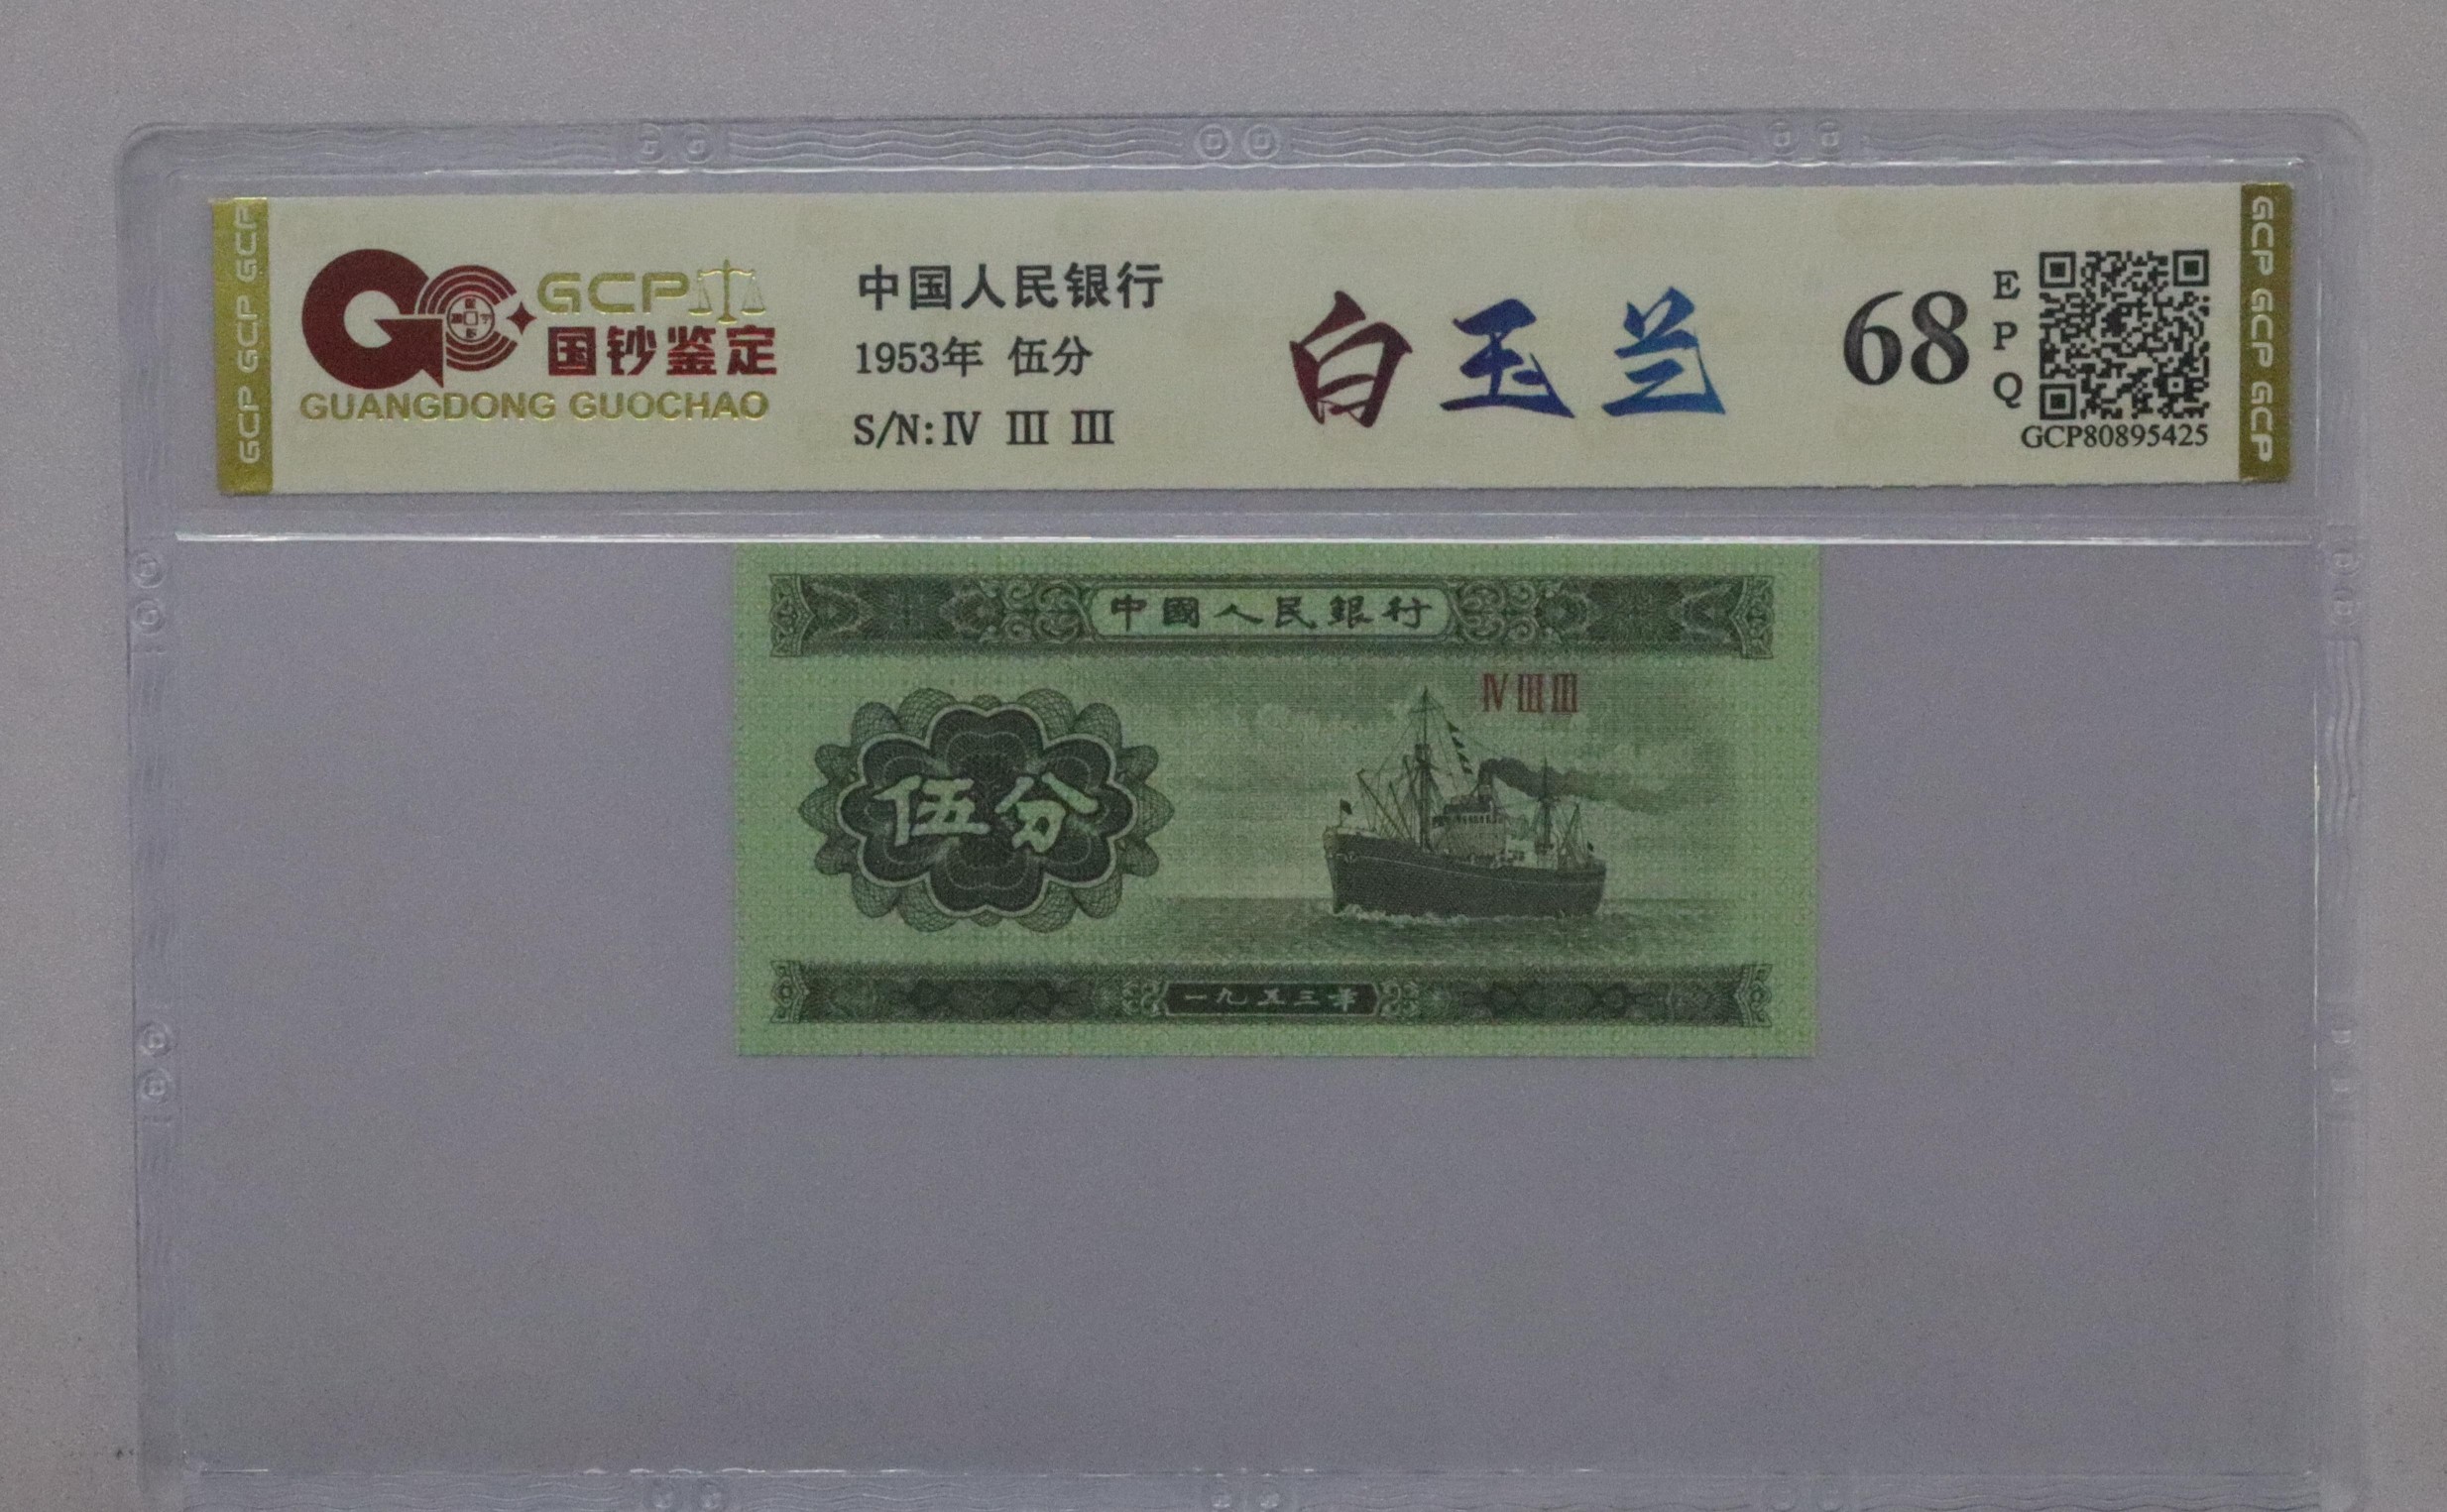 GCP GCP GCP
GCP
国钞鉴定
GUANGDONG GUOCHAO
中国人民银行
1953年 伍分
S/N: IV III III
白玉兰
68
EPQ
GCP80895425
GCP GCP GCP
中國人民銀行
IV III III
伍分
一九五三年